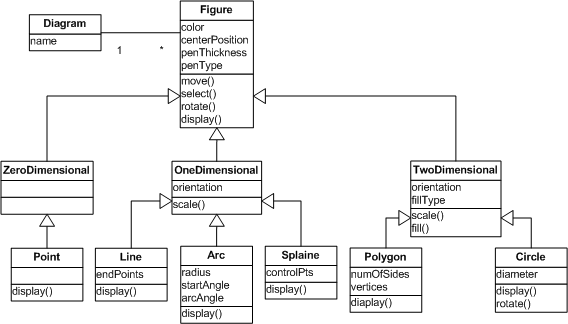 Diagram
name
1
*
Figure
color
centerPosition
penThickness
penType
move()
select()
rotate()
display()
ZeroDimensional
OneDimensional
orientation
scale()
TwoDimensional
orientation
fillType
scale()
fill()
Point
display()
Line
endPoints
display()
Arc
radius
startAngle
arcAngle
display()
Splaine
controlPts
display()
Polygon
numOfSides
vertices
diaplay()
Circle
diameter
display()
rotate()